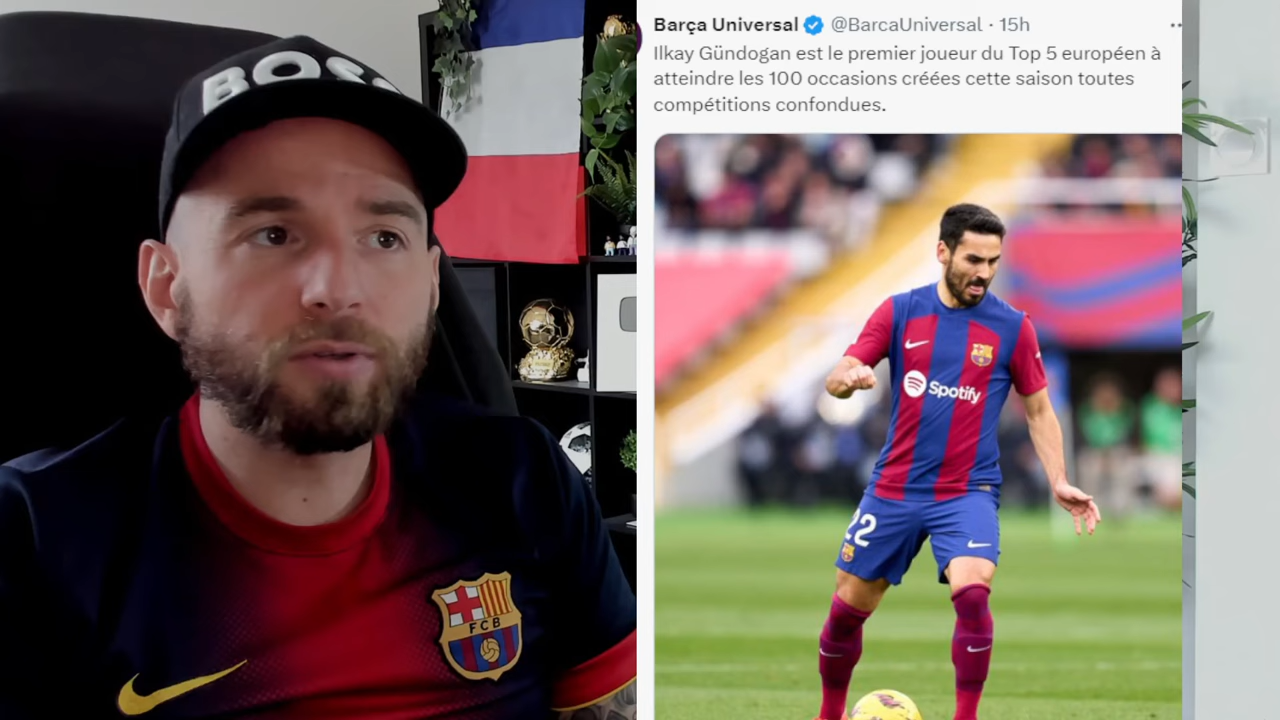 BOSS
FCB
Barça Universal @BarcaUniversal · 15h
Ilkay Gündogan est le premier joueur du Top 5 européen à
atteindre les 100 occasions créées cette saison toutes
compétitions confondues.
Spotify
22